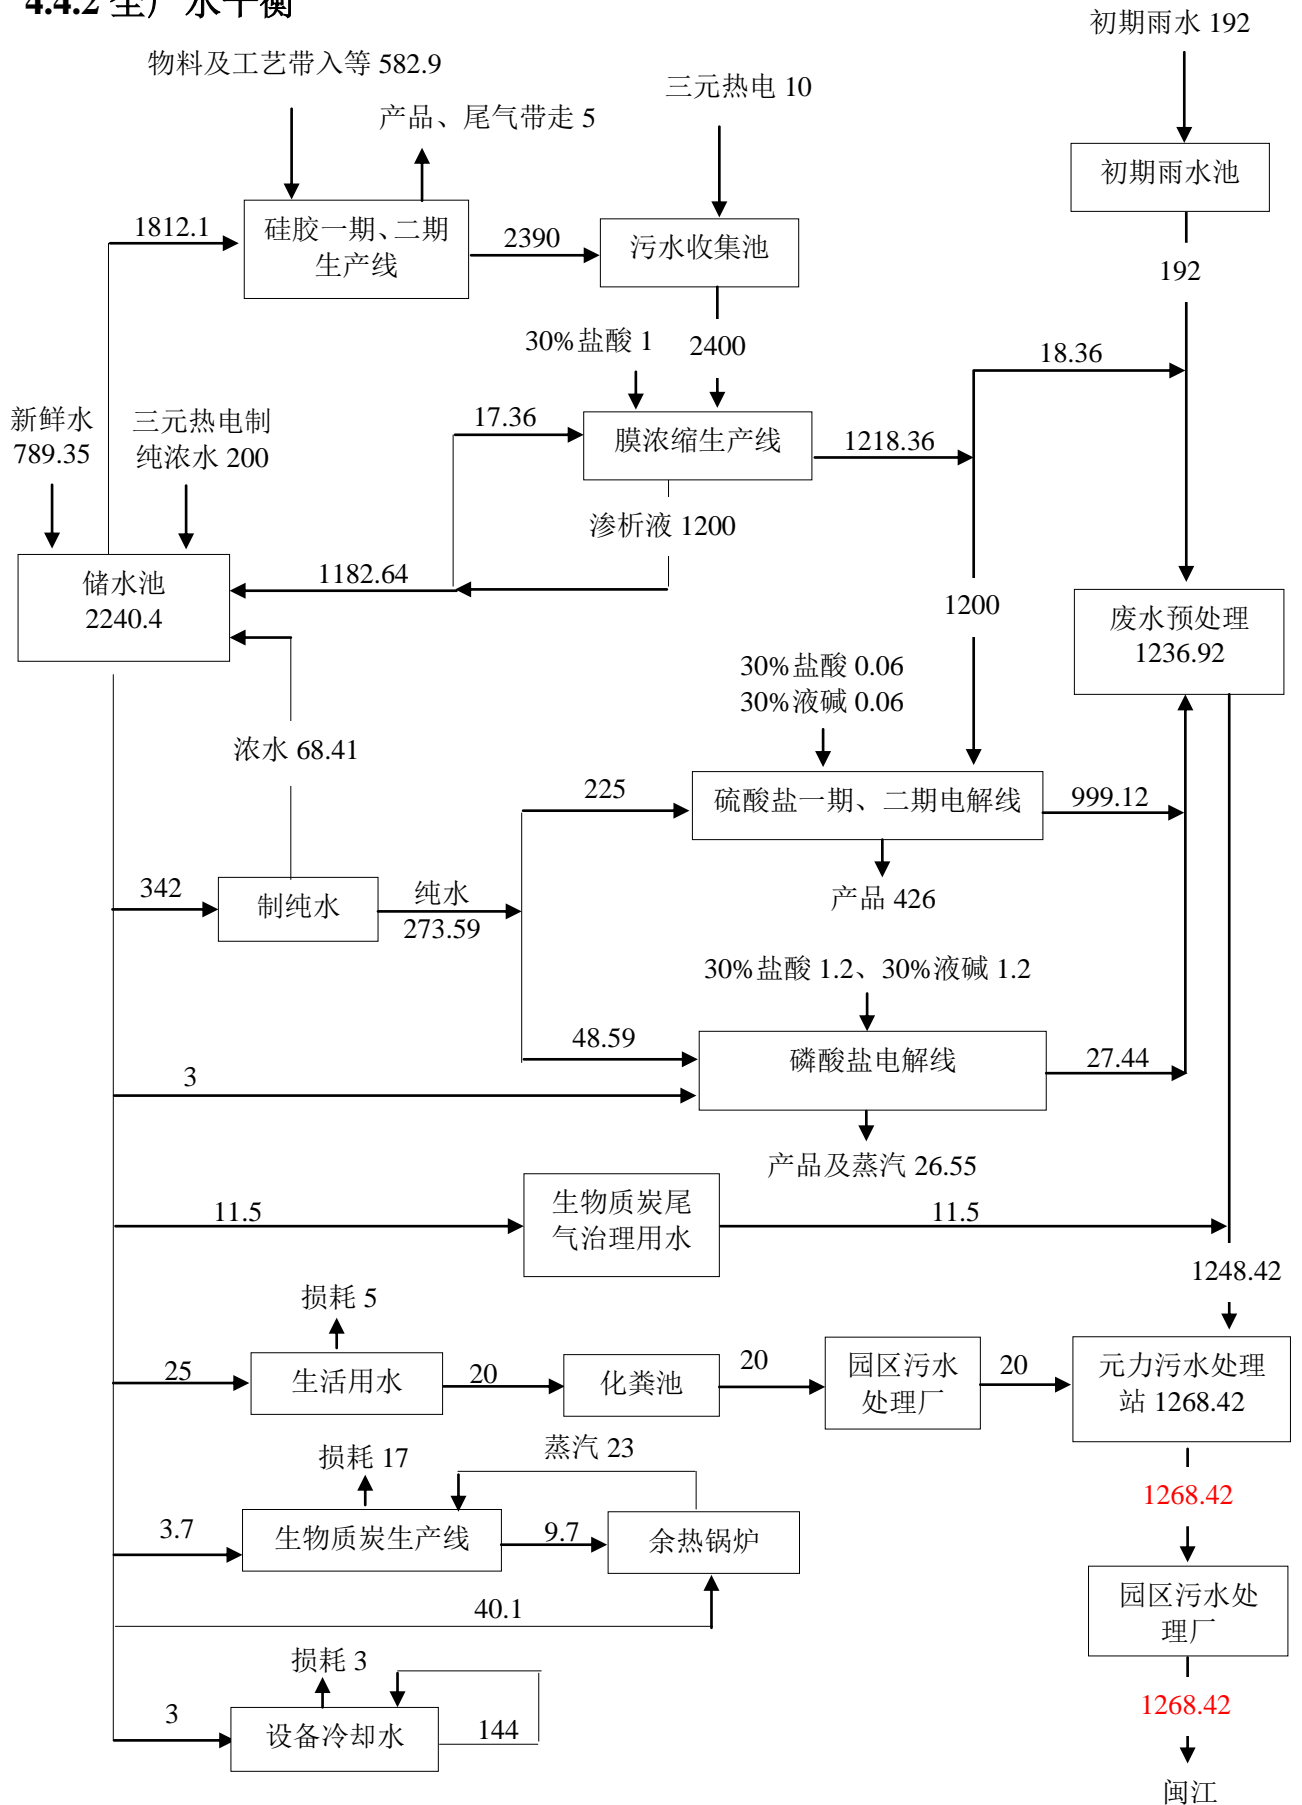 4.4.2 全厂水平衡
初期雨水 192
物料及工艺带入等 582.9
三元热电 10
产品、尾气带走 5
初期雨水池
1812.1
硅胶一期、二期
生产线
2390
污水收集池
192
30%盐酸 1
2400
18.36
新鲜水
789.35
三元热电制
纯浓水 200
17.36
膜浓缩生产线
1218.36
渗析液 1200
储水池
2240.4
1182.64
1200
废水预处理
1236.92
30%盐酸 0.06
30%液碱 0.06
浓水 68.41
225
硫酸盐一期、二期电解线
999.12
产品 426
342
制纯水
纯水
273.59
30%盐酸 1.2、30%液碱 1.2
48.59
磷酸盐电解线
27.44
3
产品及蒸汽 26.55
11.5
生物质炭尾
气治理用水
11.5
1248.42
损耗 5
25
生活用水
20
化粪池
20
园区污水
处理厂
20
元力污水处理
站 1268.42
损耗 17
蒸汽 23
1268.42
3.7
生物质炭生产线
9.7
余热锅炉
40.1
园区污水处
理厂
损耗 3
1268.42
3
设备冷却水
144
闽江